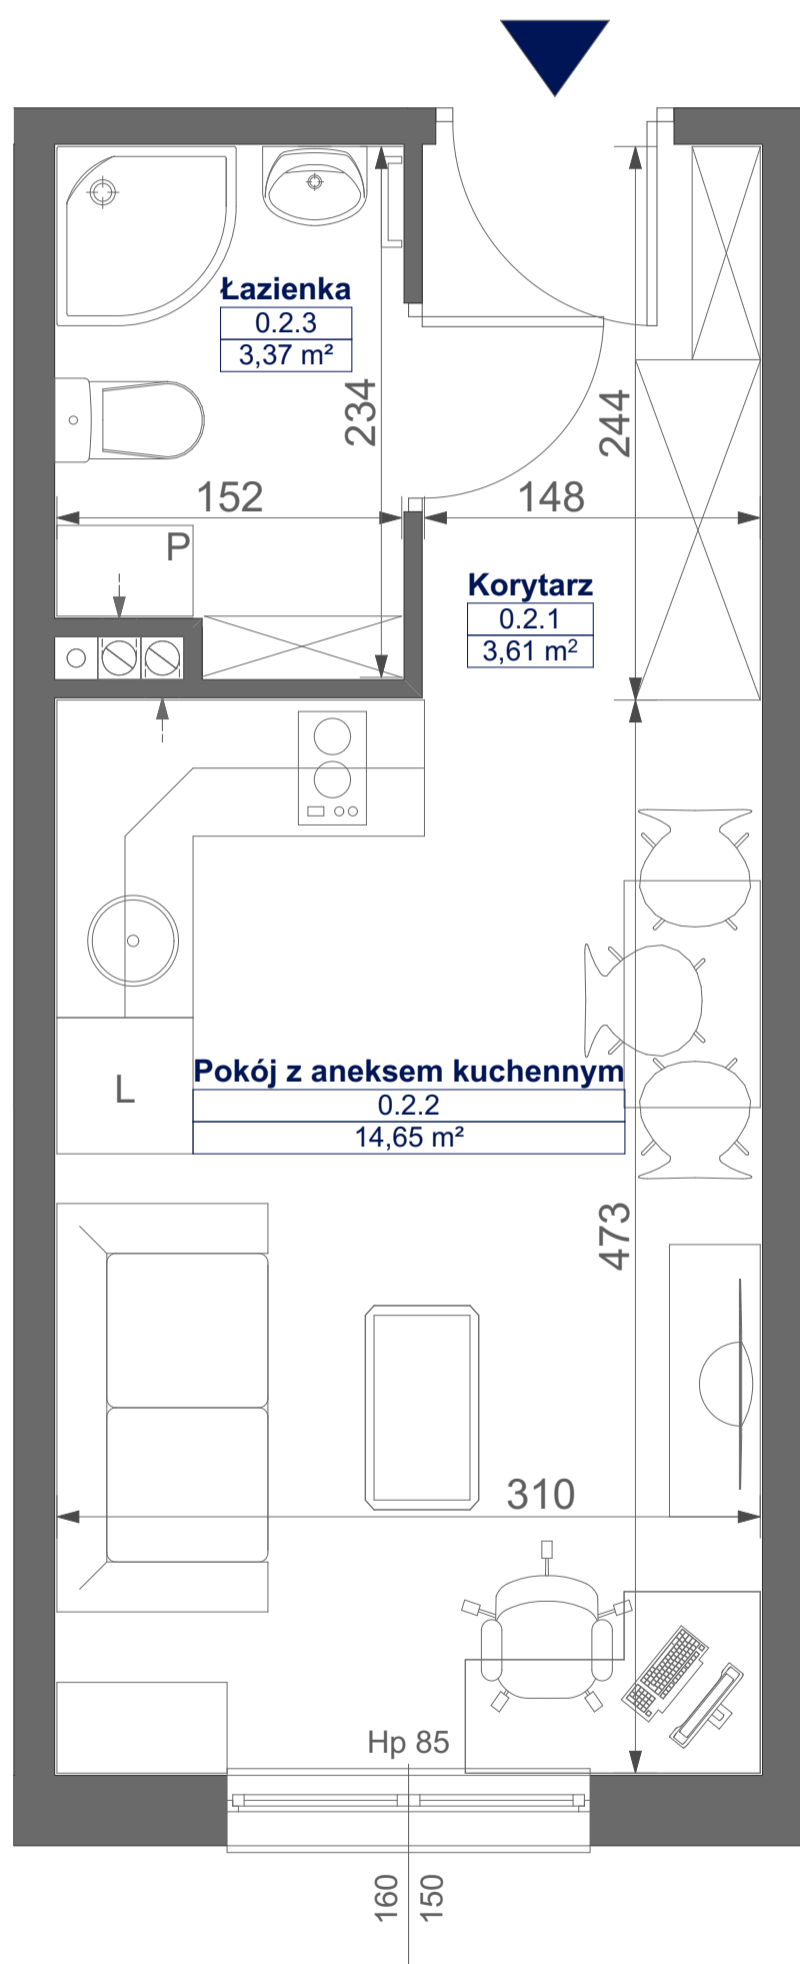 Łazienka
0.2.3
3,37 m²
234
244
152
148
P
Korytarz
0.2.1
3,61 m²
L
Pokój z aneksem kuchennym
0.2.2
14,65 m²
473
310
Hp 85
160
150